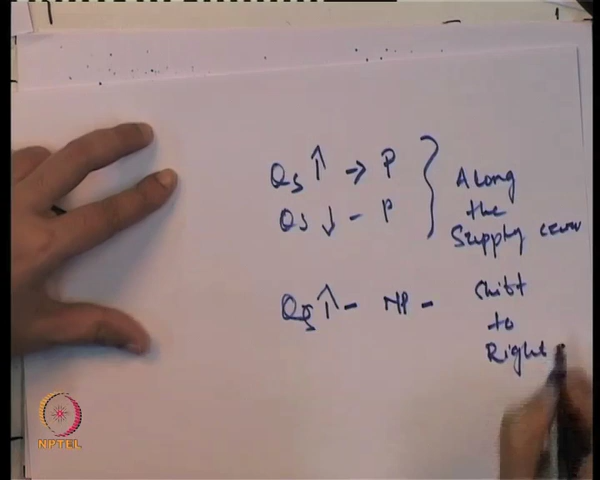 Qs ↑ → P } Along
the
Qs ↓ - P
Supply curve
Qs ↑ - NP - Shift
to
Right
NPTEL